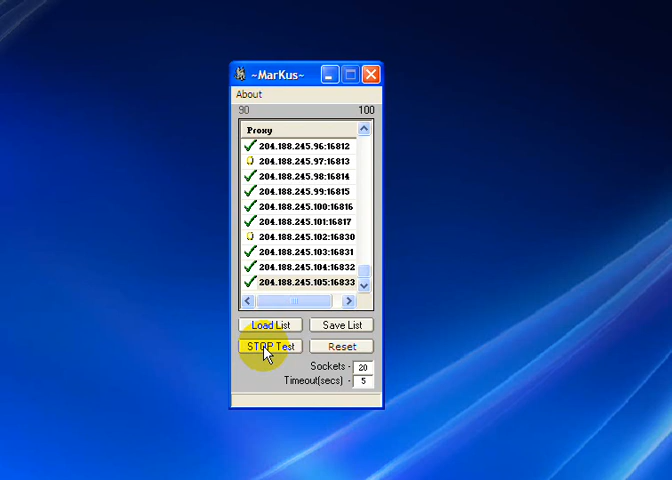 ~MarKus~
About
90 100
Proxy
204.188.245.96:16812
204.188.245.97:16813
204.188.245.98:16814
204.188.245.99:16815
204.188.245.100:16816
204.188.245.101:16817
204.188.245.102:16830
204.188.245.103:16831
204.188.245.104:16832
204.188.245.105:16833
Load List Save List
STOP Test Reset
Sockets - 20
Timeout(secs) - 5